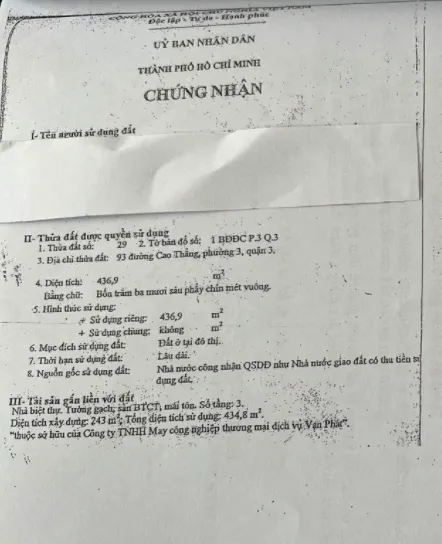 CỘNG HÒA XÃ HỘI CHỦ NGHĨA VIỆT NAM
Độc lập - Tự do - Hạnh phúc
UỶ BAN NHÂN DÂN
THÀNH PHỐ HỒ CHÍ MINH
CHỨNG NHẬN
I- Tên người sử dụng đất
II- Thửa đất được quyền sử dụng
1. Thửa đất số: 29 2. Tờ bản đồ số: 1 BĐĐC P.3 Q.3
3. Địa chỉ thửa đất: 93 đường Cao Thắng, phường 3, quận 3.
4. Diện tích: 436,9 m²
Bằng chữ: Bốn trăm ba mươi sáu phẩy chín mét vuông.
5. Hình thức sử dụng:
+ Sử dụng riêng: 436,9 m²
+ Sử dụng chung: không m²
6. Mục đích sử dụng đất: Đất ở tại đô thị.
7. Thời hạn sử dụng đất: Lâu dài.
8. Nguồn gốc sử dụng đất: Nhà nước công nhận QSDĐ như Nhà nước giao đất có thu tiền sử
dụng đất.
III- Tài sản gắn liền với đất
Nhà biệt thự. Tường gạch, sàn BTCT, mái tôn. Số tầng: 3.
Diện tích xây dựng: 243 m²; Tổng diện tích sử dụng: 434,8 m².
"thuộc sở hữu của Công ty TNHH May công nghiệp thương mại dịch vụ Vạn Phát".